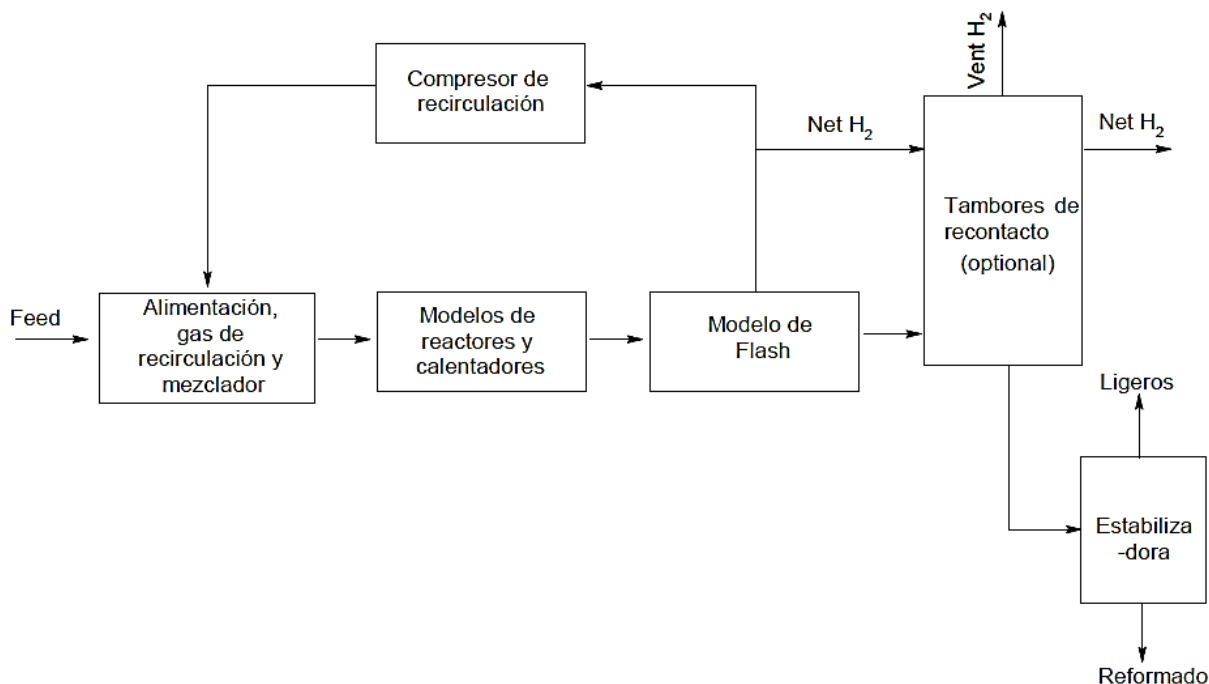 Vent H2
Compresor de
recirculación
Net H2
Net H2
Tambores de
recontacto
(optional)
Feed
Alimentación,
gas de
recirculación y
mezclador
Modelos de
reactores y
calentadores
Modelo de
Flash
Ligeros
Estabiliza
-dora
Reformado